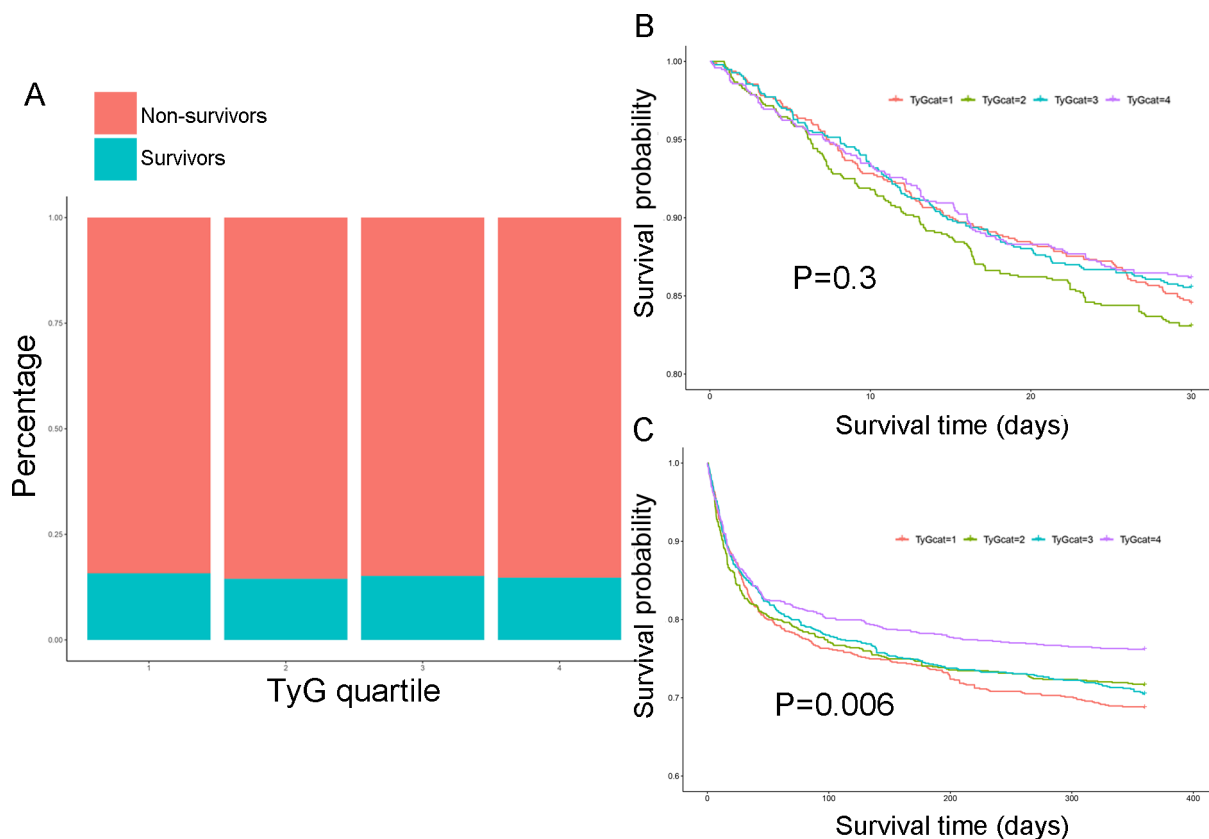 A
Non-survivors
Survivors
Percentage
1.00
0.75
0.50
0.25
0.00
1 2 3 4
TyG quartile
B
Survival probability
1.00
0.95
0.90
0.85
0.80
TyGcat=1 TyGcat=2 TyGcat=3 TyGcat=4
P=0.3
0 10 20 30
Survival time (days)
C
Survival probability
1.0
0.9
0.8
0.7
0.6
TyGcat=1 TyGcat=2 TyGcat=3 TyGcat=4
P=0.006
0 100 200 300 400
Survival time (days)